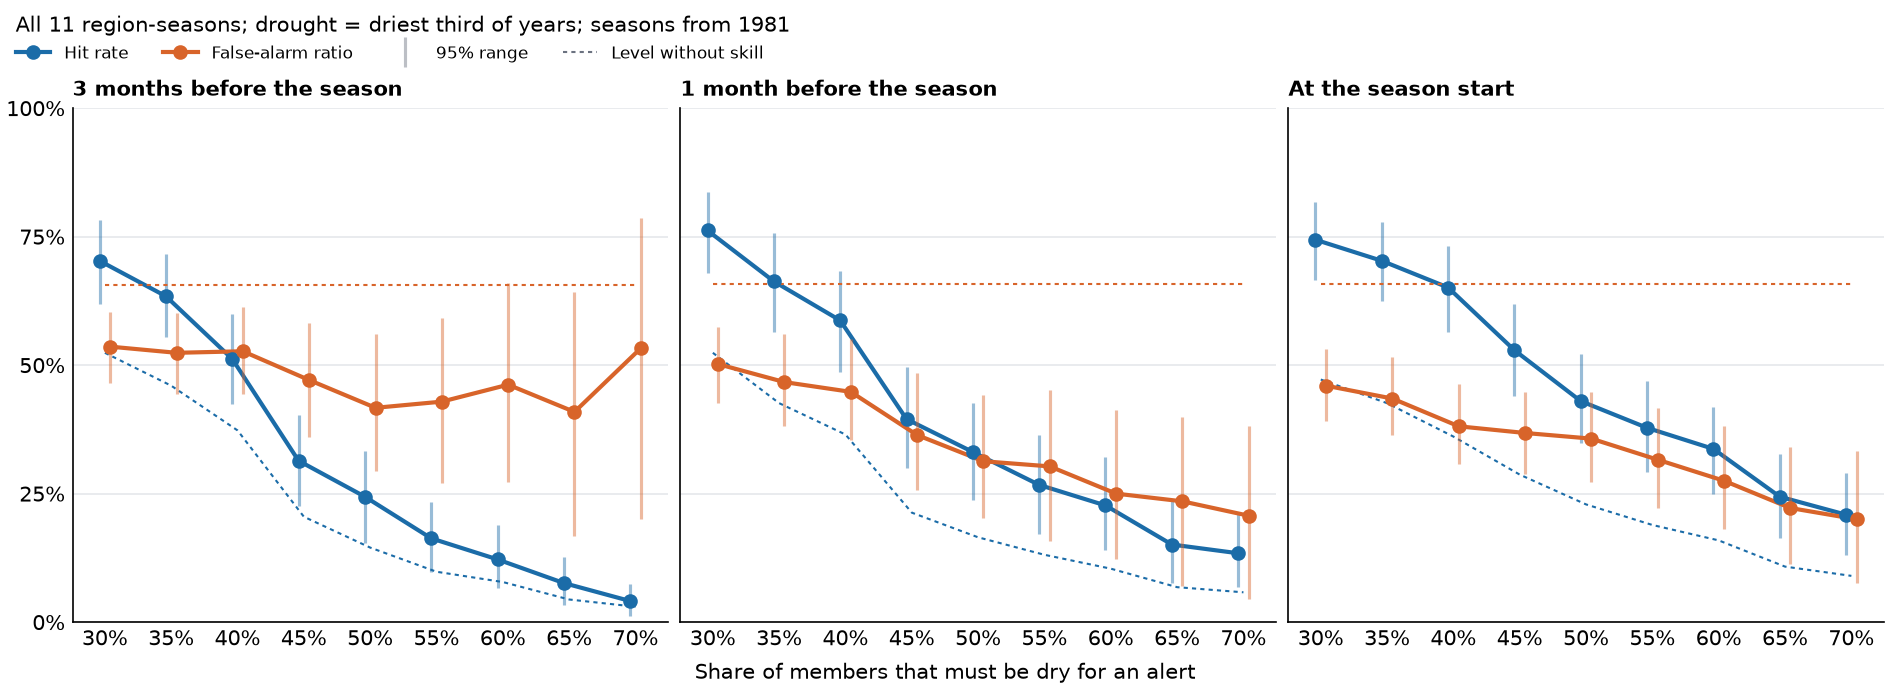 All 11 region-seasons; drought = driest third of years; seasons from 1981
Hit rate False-alarm ratio 95% range Level without skill
3 months before the season
1 month before the season
At the season start
100%
75%
50%
25%
0%
30% 35% 40% 45% 50% 55% 60% 65% 70%
30% 35% 40% 45% 50% 55% 60% 65% 70%
30% 35% 40% 45% 50% 55% 60% 65% 70%
Share of members that must be dry for an alert